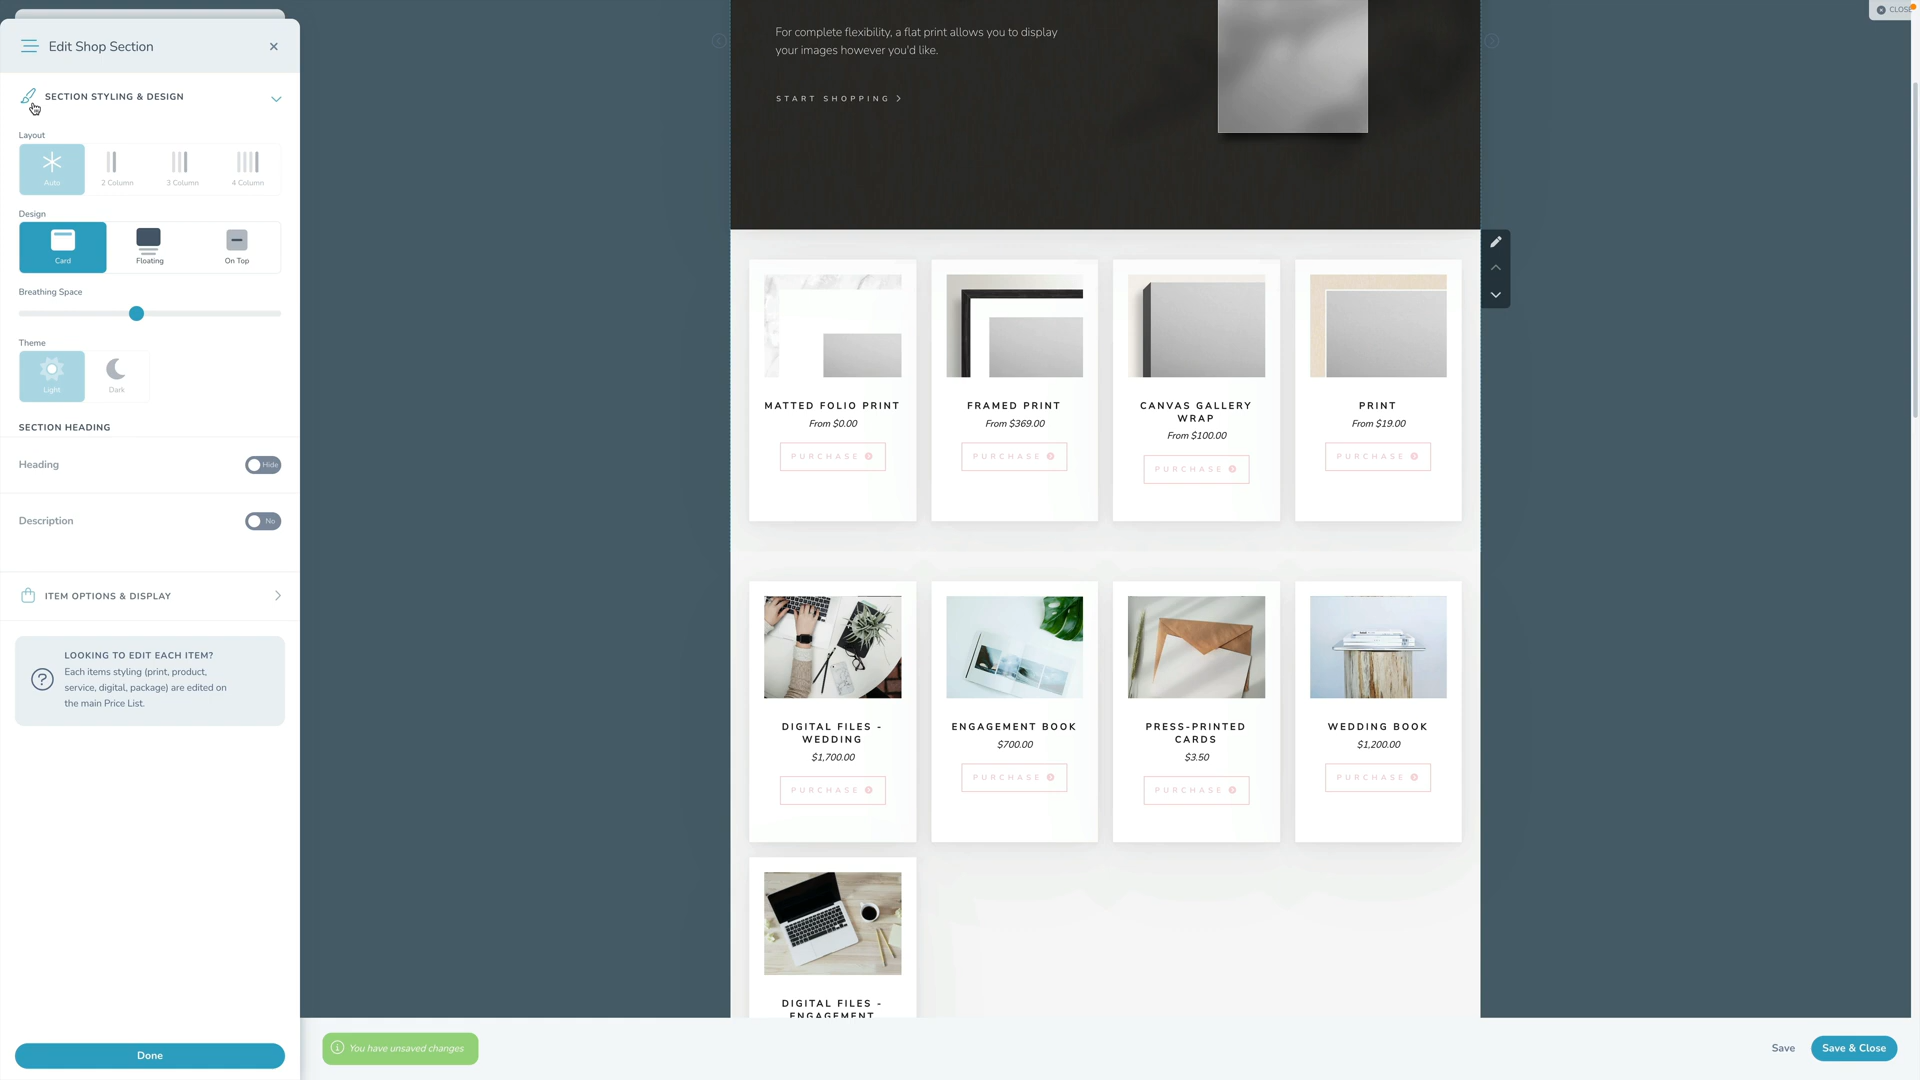 CLOSE
Edit Shop Section
SECTION STYLING & DESIGN
Layout
Auto
2 Column
3 Column
4 Column
Design
Card
Floating
On Top
Breathing Space
Theme
Light
Dark
SECTION HEADING
Heading
Hide
Description
No
ITEM OPTIONS & DISPLAY
LOOKING TO EDIT EACH ITEM?
Each items styling (print, product,
service, digital, package) are edited on
the main Price List.
Done
For complete flexibility, a flat print allows you to display
your images however you'd like.
START SHOPPING
MATTED FOLIO PRINT
From $0.00
PURCHASE
FRAMED PRINT
From $369.00
PURCHASE
CANVAS GALLERY
WRAP
From $100.00
PURCHASE
PRINT
From $19.00
PURCHASE
DIGITAL FILES -
WEDDING
$1,700.00
PURCHASE
ENGAGEMENT BOOK
$700.00
PURCHASE
PRESS-PRINTED
CARDS
$3.50
PURCHASE
WEDDING BOOK
$1,200.00
PURCHASE
DIGITAL FILES -
ENGAGEMENT
You have unsaved changes
Save
Save & Close